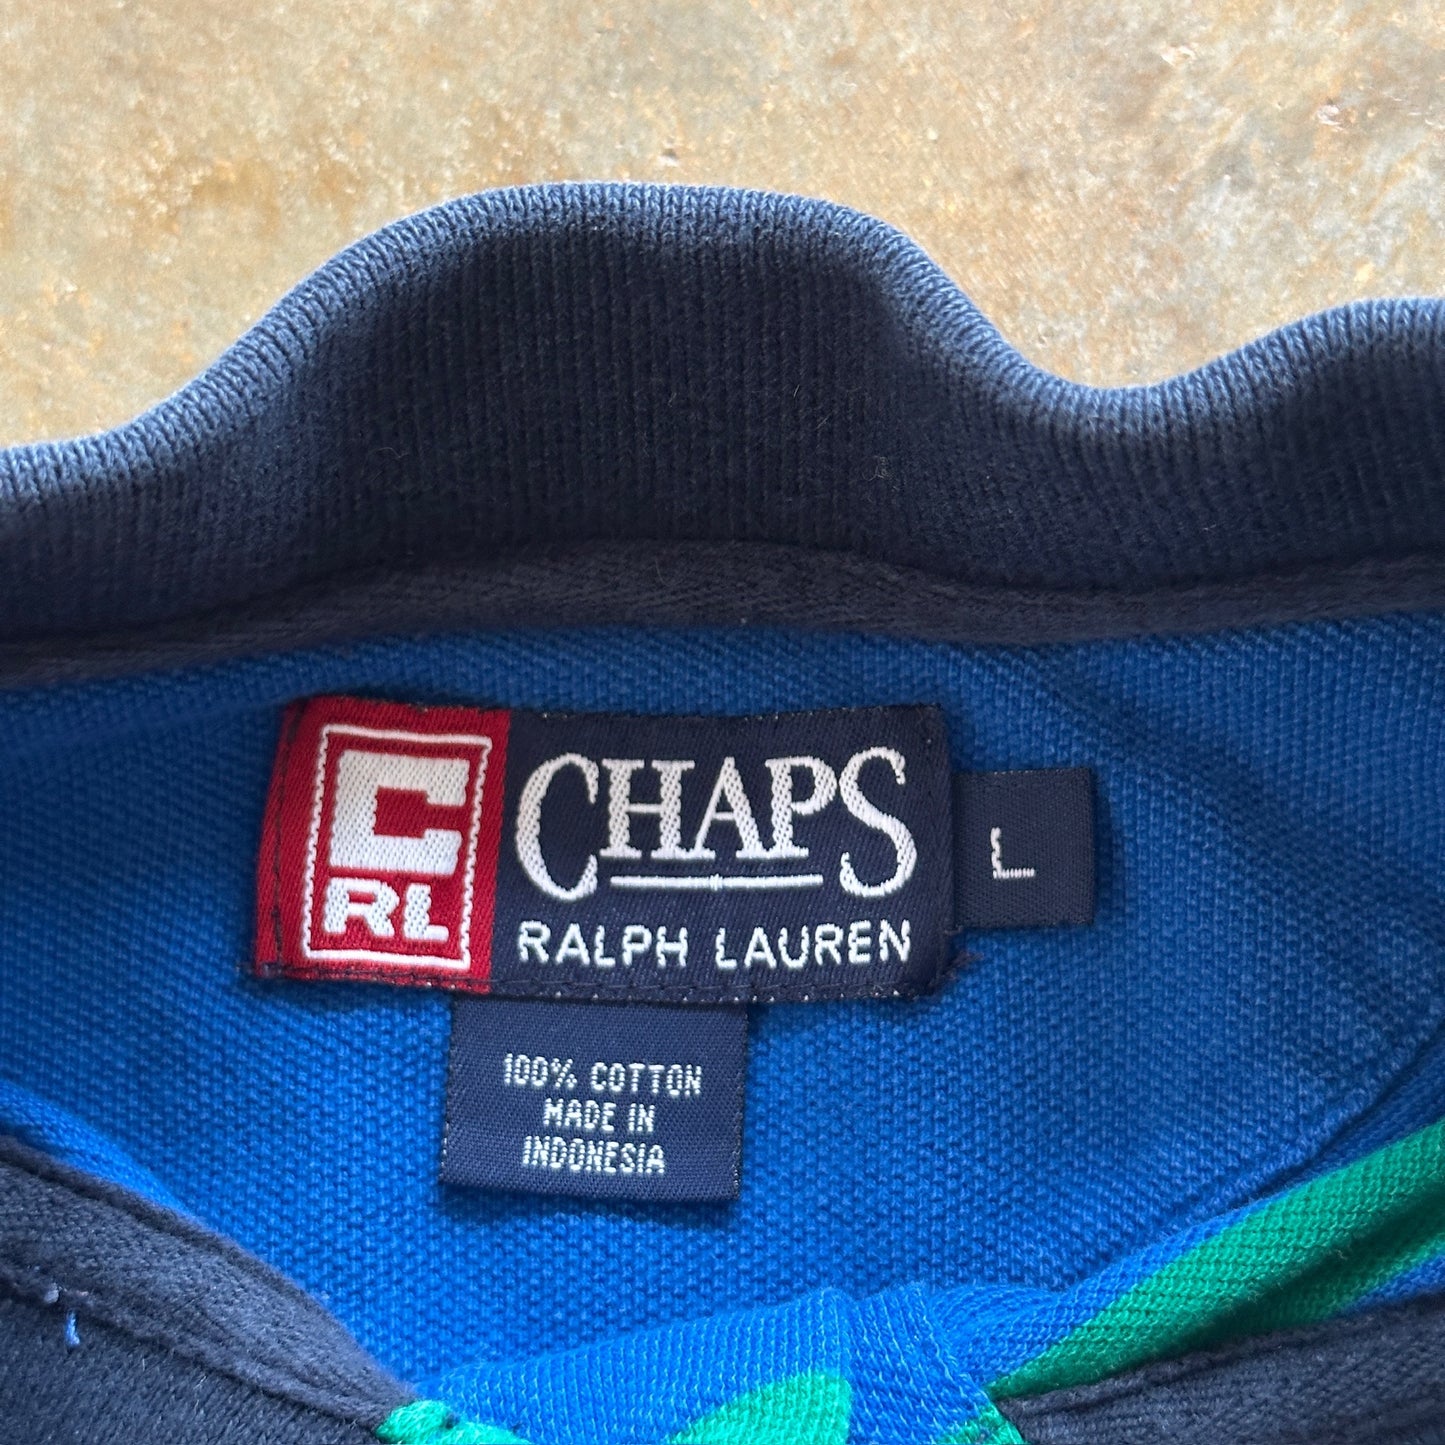 C
RL
CHAPS
RALPH LAUREN
L
100% COTTON
MADE IN
INDONESIA